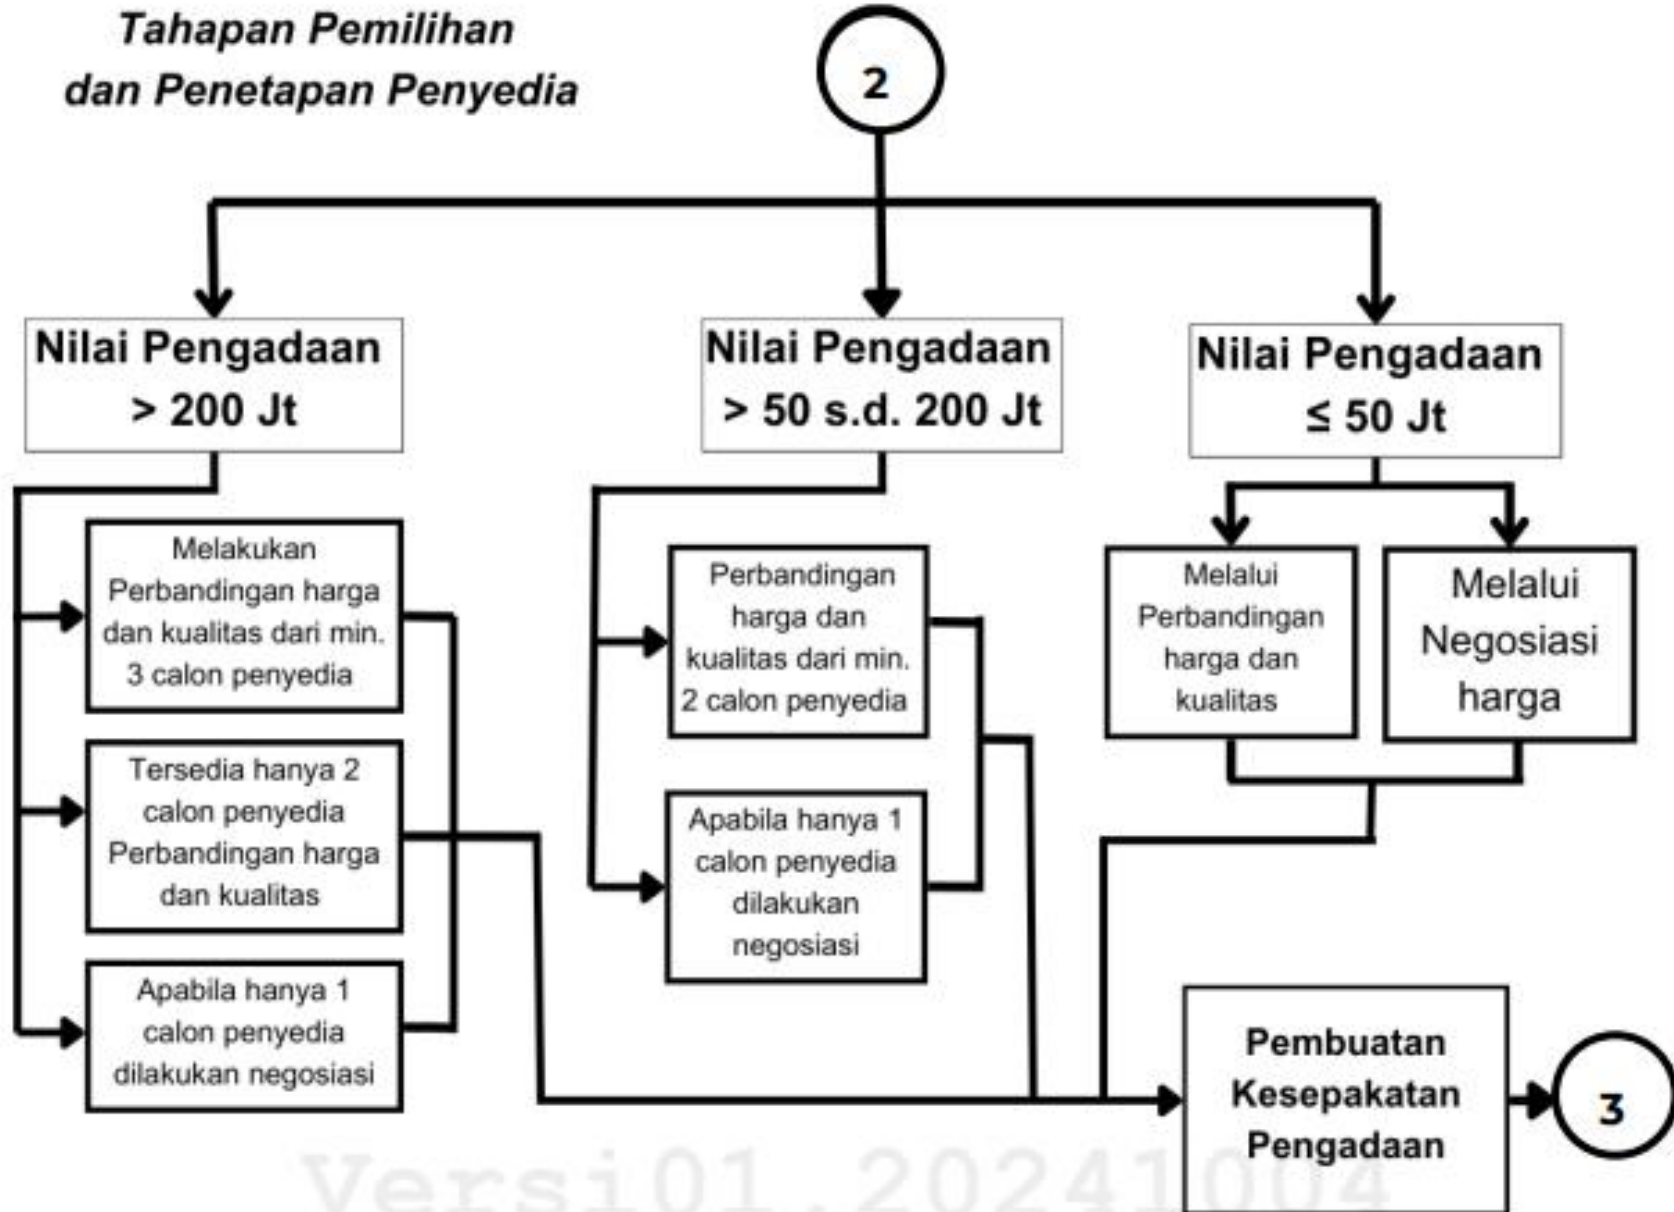 Tahapan Pemilihan
dan Penetapan Penyedia
2
Nilai Pengadaan
> 200 Jt
Nilai Pengadaan
> 50 s.d. 200 Jt
Nilai Pengadaan
≤ 50 Jt
Melakukan
Perbandingan harga
dan kualitas dari min.
3 calon penyedia
Tersedia hanya 2
calon penyedia
Perbandingan harga
dan kualitas
Apabila hanya 1
calon penyedia
dilakukan negosiasi
Perbandingan
harga dan
kualitas dari min.
2 calon penyedia
Apabila hanya 1
calon penyedia
dilakukan
negosiasi
Melalui
Perbandingan
harga dan
kualitas
Melalui
Negosiasi
harga
Pembuatan
Kesepakatan
Pengadaan
3
Versi01.20241004